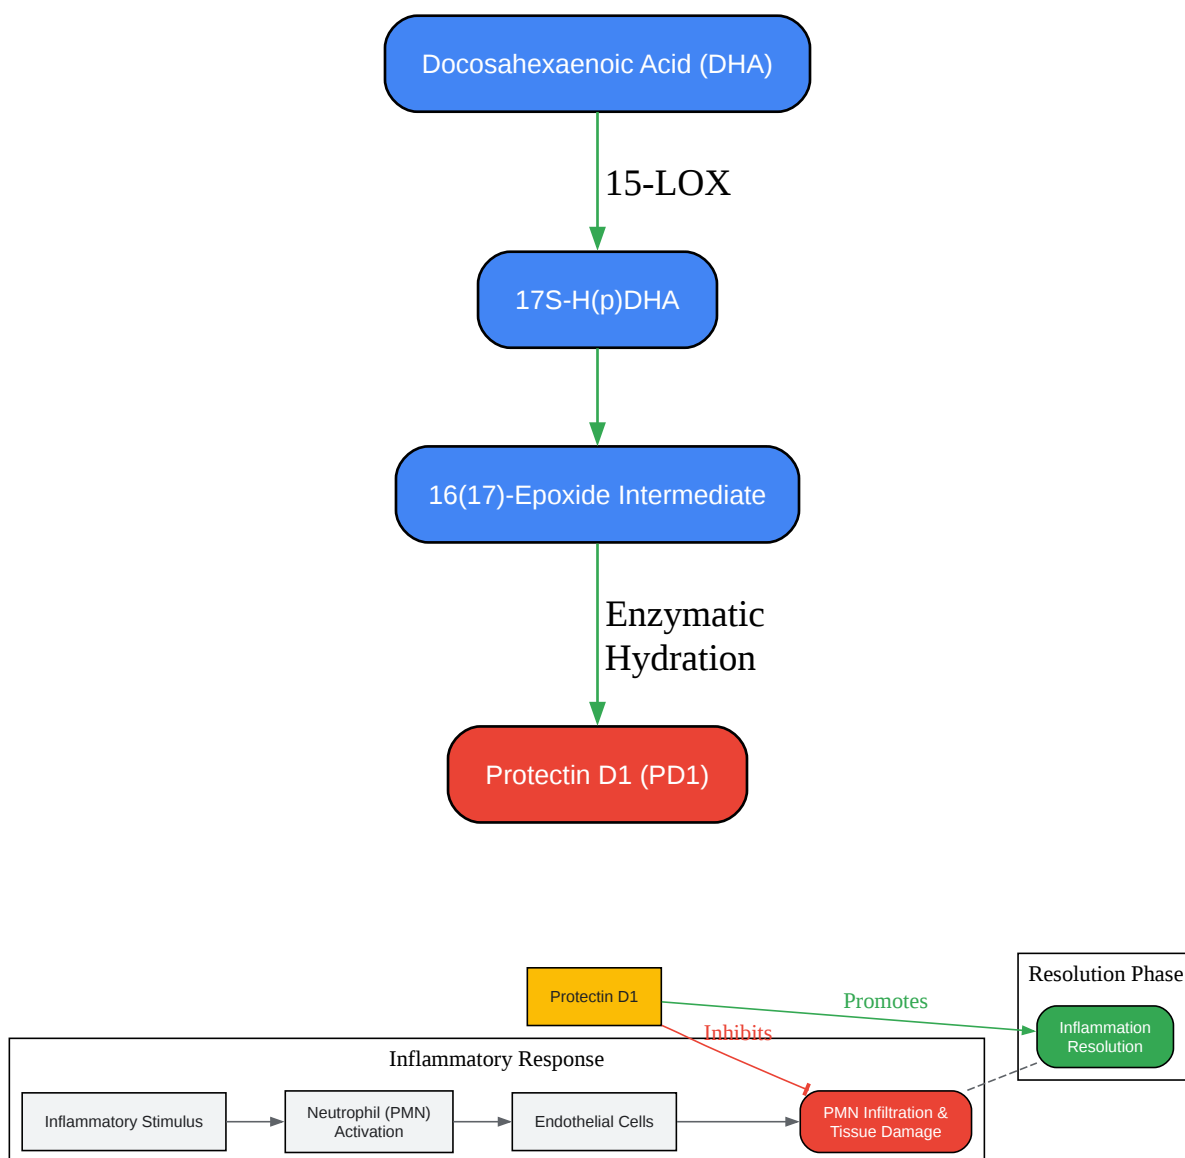 Docosahexaenoic Acid (DHA)
15-LOX
17S-H(p)DHA
16(17)-Epoxide Intermediate
Enzymatic
Hydration
Protectin D1 (PD1)
Resolution Phase
Protectin D1
Promotes
Inflammation
Resolution
Inhibits
Inflammatory Response
Inflammatory Stimulus
Neutrophil (PMN)
Activation
Endothelial Cells
PMN Infiltration &
Tissue Damage